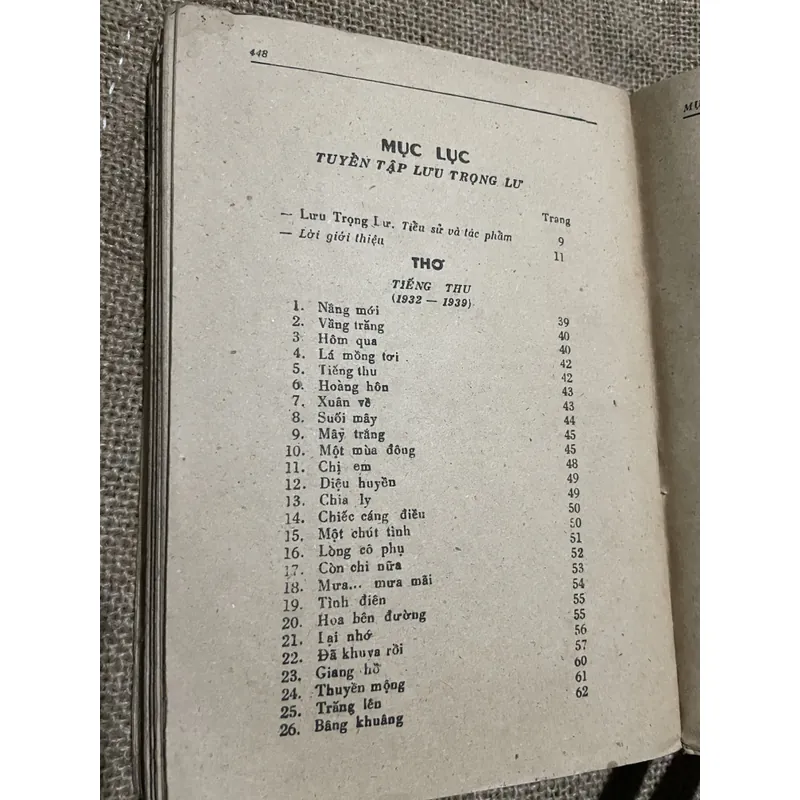 448
MỤC LỤC
TUYỂN TẬP LƯU TRỌNG LƯ
Trang
— Lưu Trọng Lư, Tiểu sử và tác phẩm 9
— Lời giới thiệu 11
THƠ
TIẾNG THU
(1932 — 1939)
1. Nâng mới 39
2. Vầng trăng 40
3. Hôm qua 40
4. Lá mồng tơi 42
5. Tiếng thu 42
6. Hoàng hôn 43
7. Xuân về 43
8. Suối mây 44
9. Mây trắng 45
10. Một mùa đông 45
11. Chị em 48
12. Diệu huyền 49
13. Chia ly 49
14. Chiếc cáng điều 50
15. Một chút tình 50
16. Lòng cô phụ 51
17. Còn chi nữa 52
18. Mưa... mưa mãi 53
19. Tình điên 54
20. Hoa bên đường 55
21. Lại nhớ 55
22. Đã khuya rồi 56
23. Giang hồ 57
24. Thuyền mộng 60
25. Trăng lên 61
26. Bâng khuâng 62